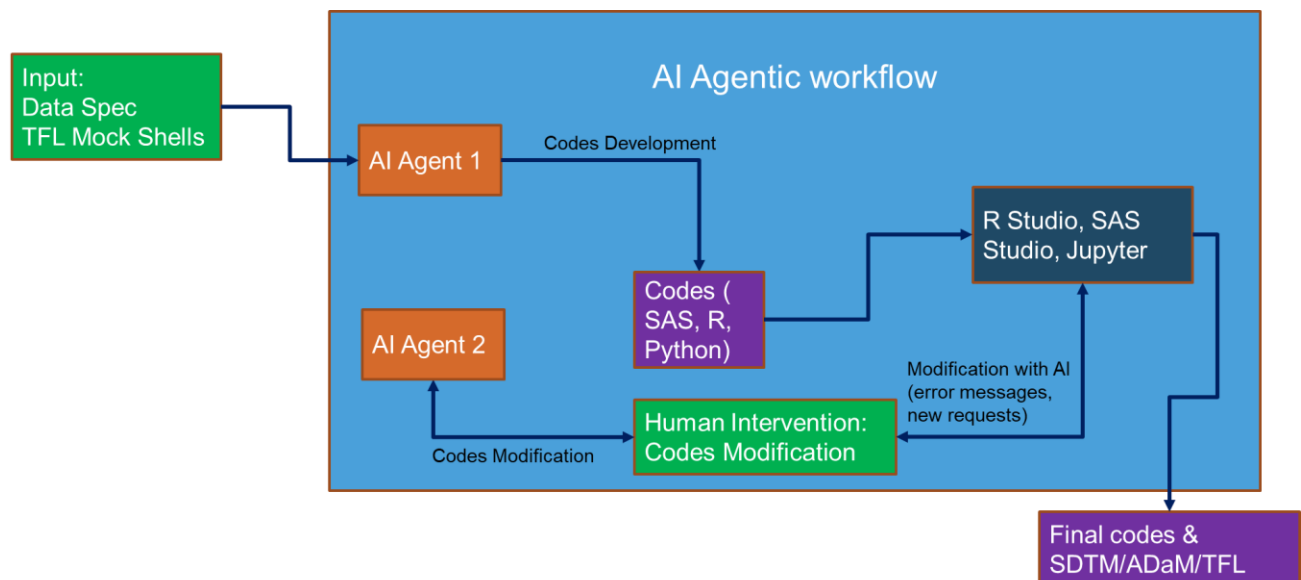 AI Agentic workflow
Input:
Data Spec
TFL Mock Shells
AI Agent 1
Codes Development
R Studio, SAS
Studio, Jupyter
Codes (
SAS, R,
Python)
AI Agent 2
Modification with AI
(error messages,
new requests)
Human Intervention:
Codes Modification
Codes Modification
Final codes &
SDTM/ADaM/TFL